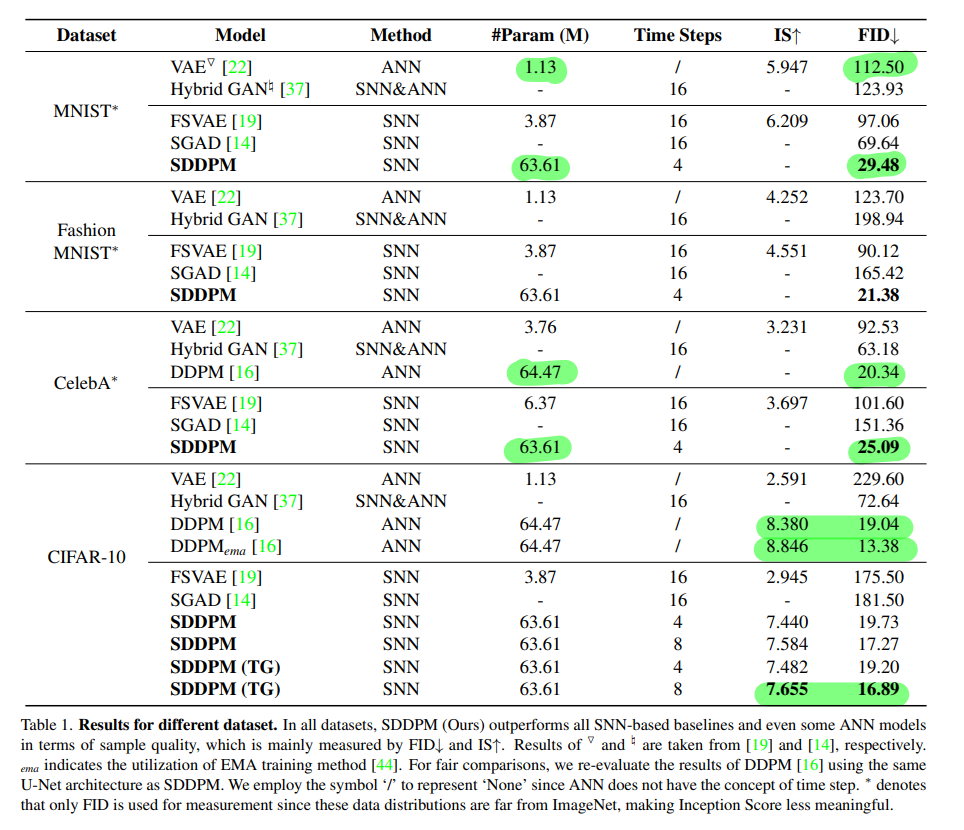 Dataset Model Method #Param (M) Time Steps IS↑ FID↓
VAE▽ [22] ANN 1.13 / 5.947 112.50
Hybrid GAN♮ [37] SNN&ANN - 16 - 123.93
MNIST*
FSVAE [19] SNN 3.87 16 6.209 97.06
SGAD [14] SNN - 16 - 69.64
SDDPM SNN 63.61 4 - 29.48
VAE [22] ANN 1.13 / 4.252 123.70
Hybrid GAN [37] SNN&ANN - 16 - 198.94
Fashion
MNIST*
FSVAE [19] SNN 3.87 16 4.551 90.12
SGAD [14] SNN - 16 - 165.42
SDDPM SNN 63.61 4 - 21.38
VAE [22] ANN 3.76 / 3.231 92.53
Hybrid GAN [37] SNN&ANN - 16 - 63.18
DDPM [16] ANN 64.47 / - 20.34
CelebA*
FSVAE [19] SNN 6.37 16 3.697 101.60
SGAD [14] SNN - 16 - 151.36
SDDPM SNN 63.61 4 - 25.09
VAE [22] ANN 1.13 / 2.591 229.60
Hybrid GAN [37] SNN&ANN - 16 - 72.64
DDPM [16] ANN 64.47 / 8.380 19.04
DDPMema [16] ANN 64.47 / 8.846 13.38
CIFAR-10
FSVAE [19] SNN 3.87 16 2.945 175.50
SGAD [14] SNN - 16 - 181.50
SDDPM SNN 63.61 4 7.440 19.73
SDDPM SNN 63.61 8 7.584 17.27
SDDPM (TG) SNN 63.61 4 7.482 19.20
SDDPM (TG) SNN 63.61 8 7.655 16.89
Table 1. Results for different dataset. In all datasets, SDDPM (Ours) outperforms all SNN-based baselines and even some ANN models
in terms of sample quality, which is mainly measured by FID↓ and IS↑. Results of ▽ and ♮ are taken from [19] and [14], respectively.
ema indicates the utilization of EMA training method [44]. For fair comparisons, we re-evaluate the results of DDPM [16] using the same
U-Net architecture as SDDPM. We employ the symbol ‘/’ to represent ‘None’ since ANN does not have the concept of time step. * denotes
that only FID is used for measurement since these data distributions are far from ImageNet, making Inception Score less meaningful.